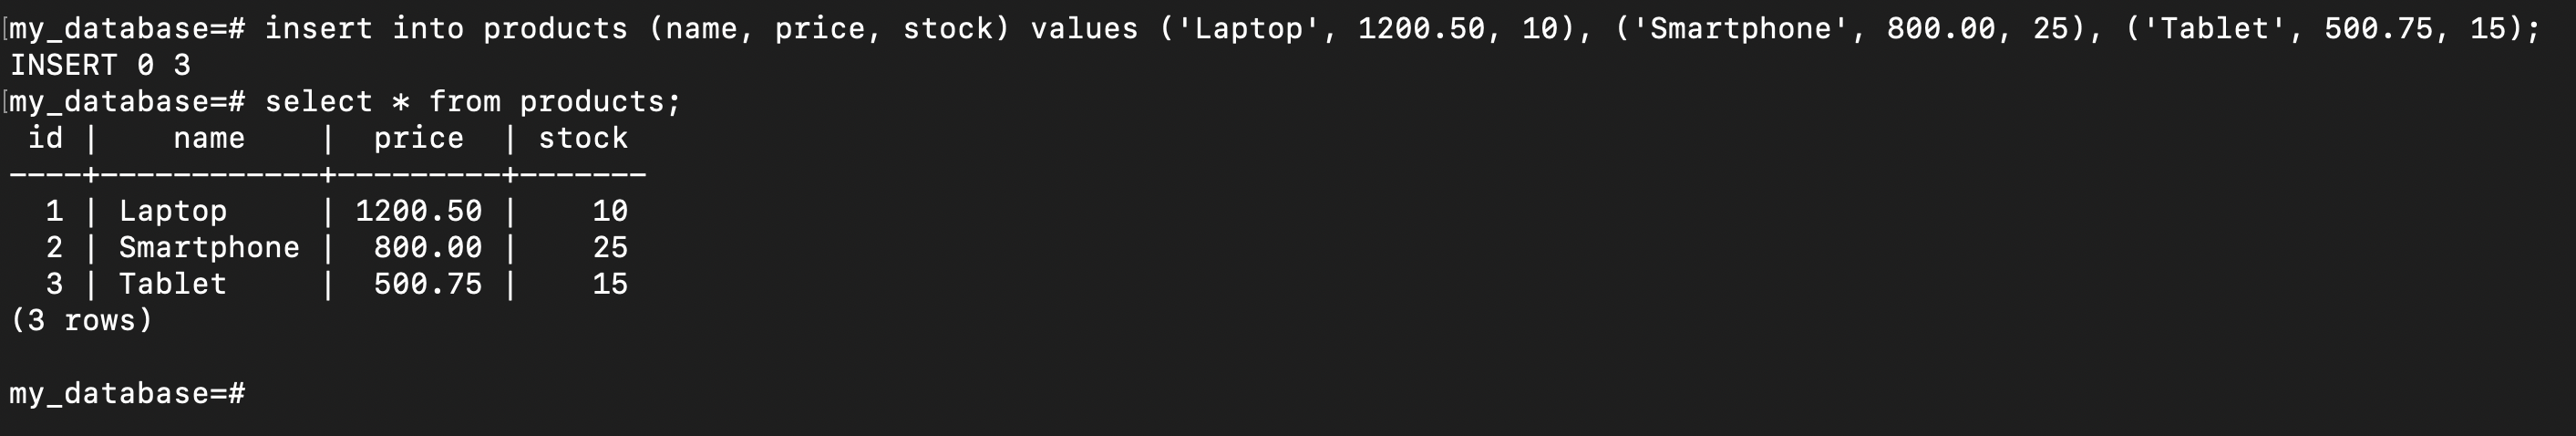 my_database=# insert into products (name, price, stock) values ('Laptop', 1200.50, 10), ('Smartphone', 800.00, 25), ('Tablet', 500.75, 15);
INSERT 0 3
my_database=# select * from products;
 id |    name    |  price  | stock
----+------------+---------+-------
  1 | Laptop     | 1200.50 |    10
  2 | Smartphone |  800.00 |    25
  3 | Tablet     |  500.75 |    15
(3 rows)
my_database=#